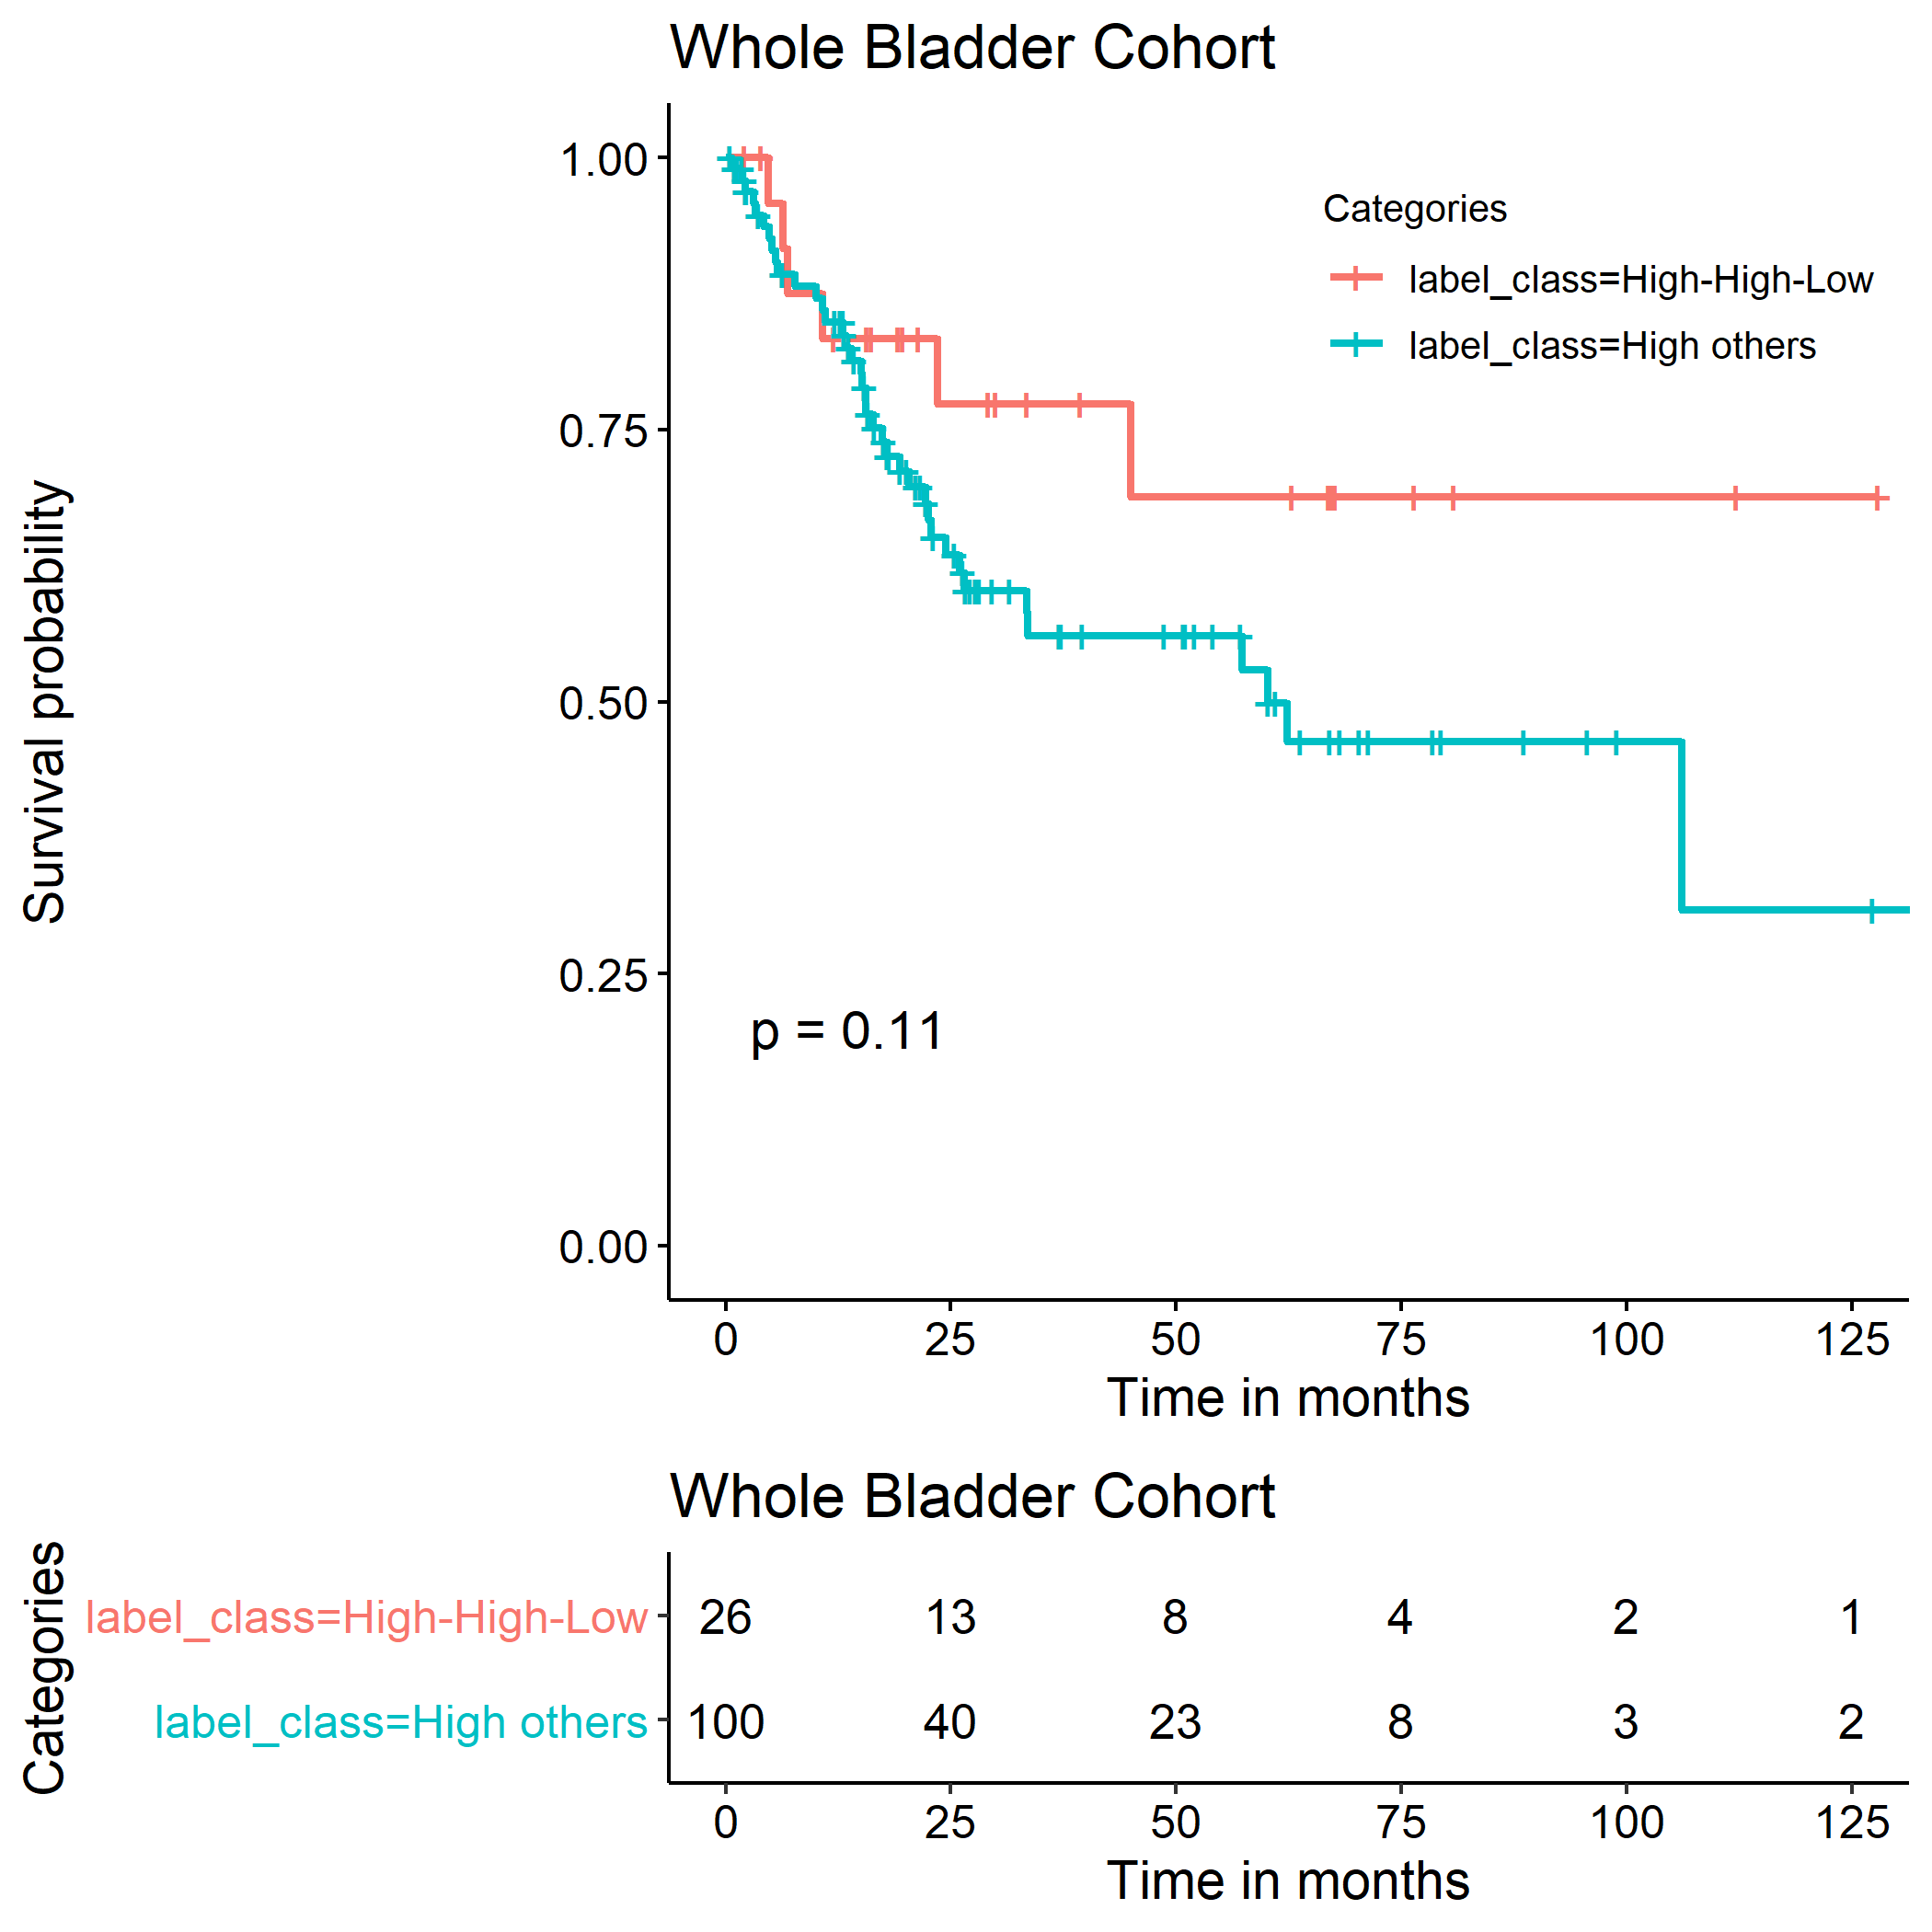 Whole Bladder Cohort
Survival probability
1.00
0.75
0.50
0.25
0.00
Categories
label_class=High-High-Low
label_class=High others
p = 0.11
0 25 50 75 100 125
Time in months
Whole Bladder Cohort
Categories
label_class=High-High-Low 26 13 8 4 2 1
label_class=High others 100 40 23 8 3 2
0 25 50 75 100 125
Time in months